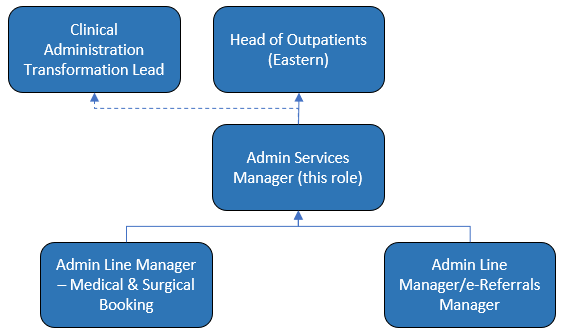 Clinical
Administration
Transformation Lead
Head of Outpatients
(Eastern)
Admin Services
Manager (this role)
Admin Line Manager
– Medical & Surgical
Booking
Admin Line
Manager/e-Referrals
Manager